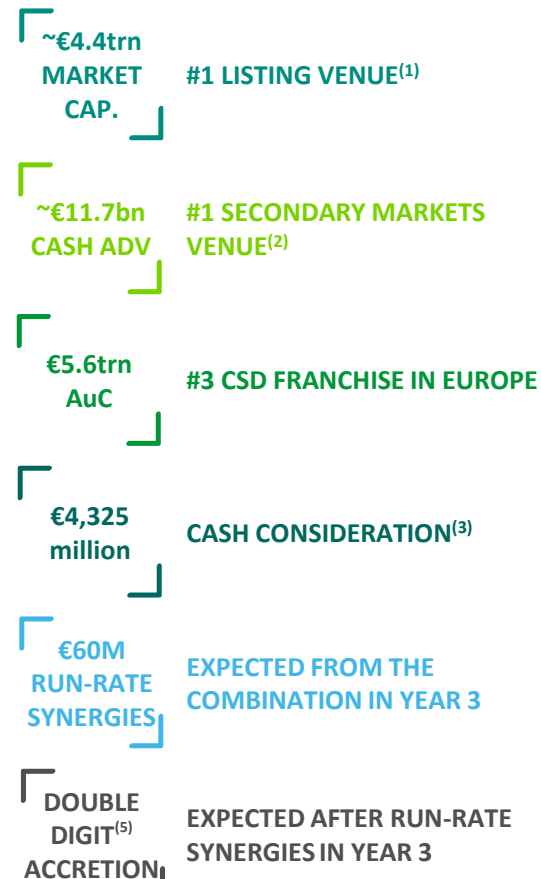 ~€4.4trn
MARKET
CAP.
#1 LISTING VENUE(1)
~€11.7bn
CASH ADV
#1 SECONDARY MARKETS
VENUE(2)
€5.6trn
AuC
#3 CSD FRANCHISE IN EUROPE
€4,325
million
CASH CONSIDERATION(3)
€60M
RUN-RATE
SYNERGIES
EXPECTED FROM THE
COMBINATION IN YEAR 3
DOUBLE
DIGIT(5)
ACCRETION
EXPECTED AFTER RUN-RATE
SYNERGIES IN YEAR 3